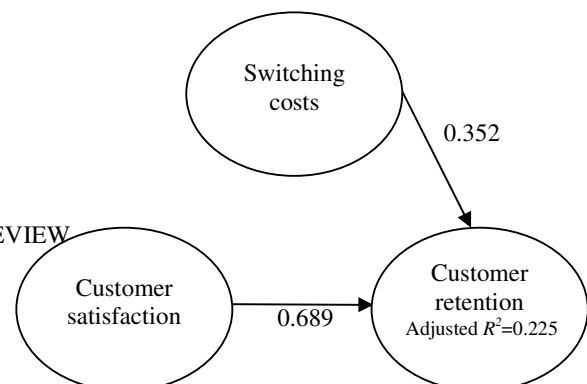 Switching
costs
0.352
EVIEW
Customer
satisfaction
0.689
Customer
retention
Adjusted R²=0.225